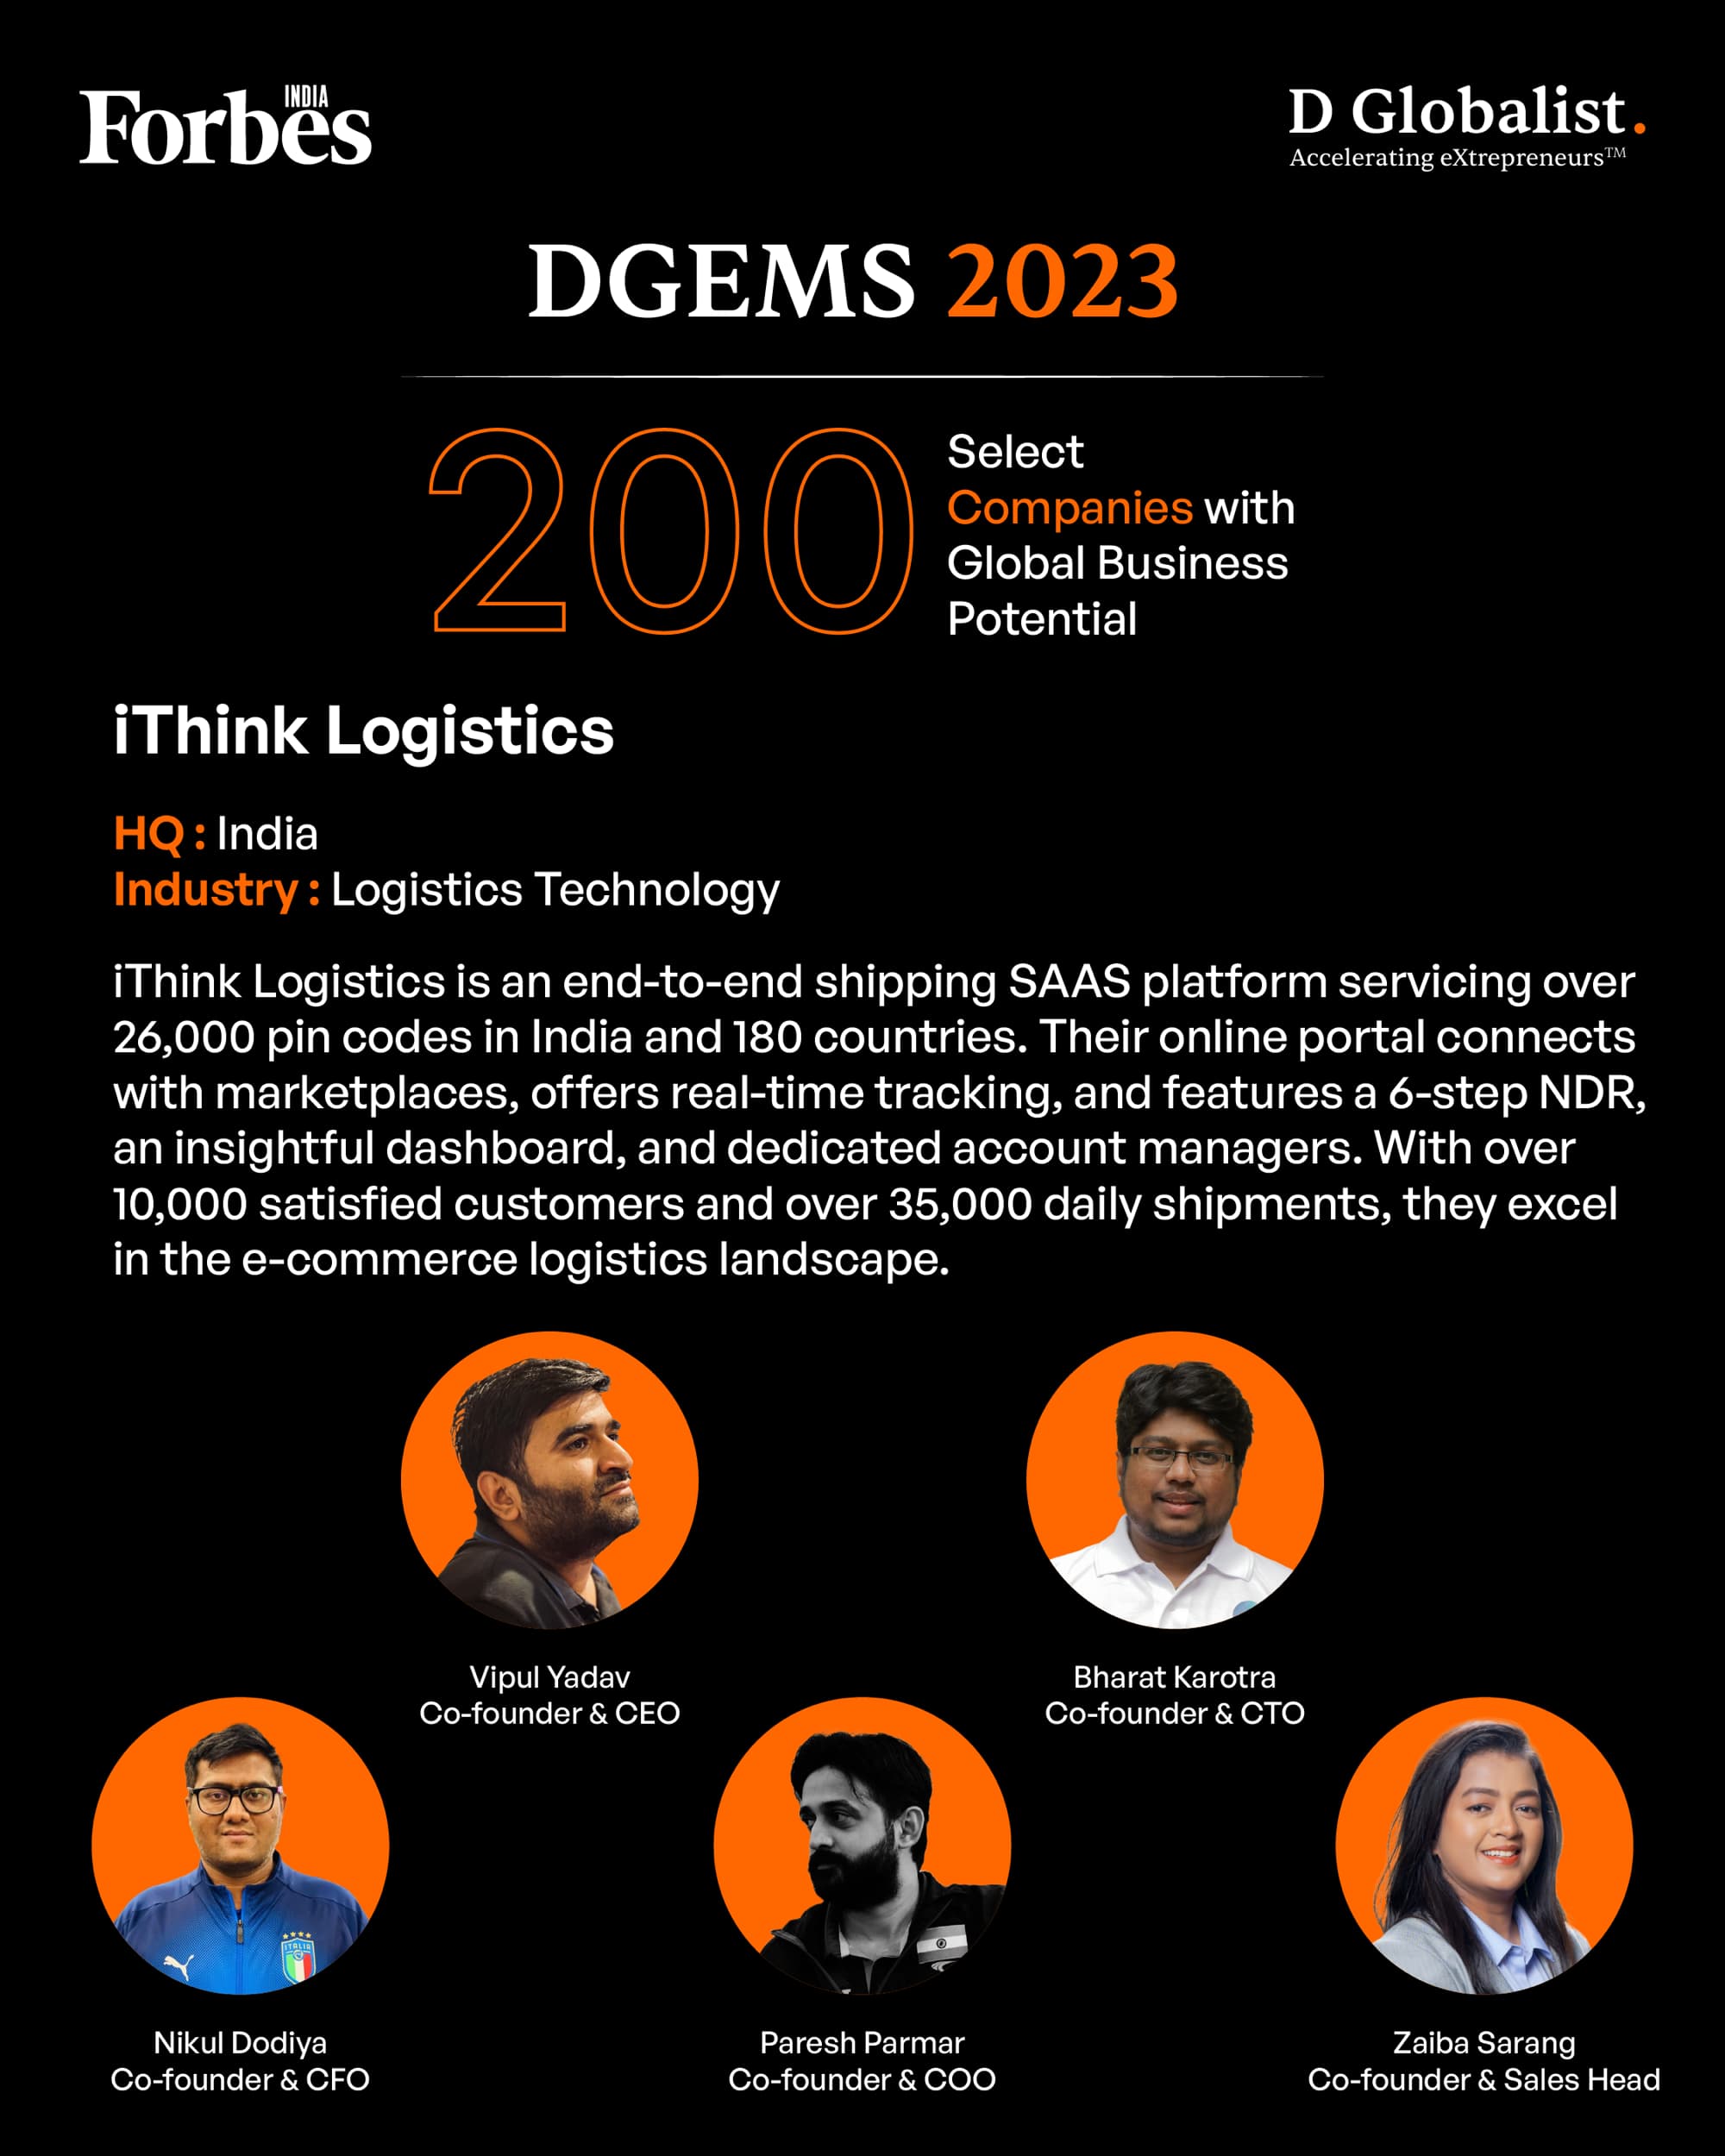 Forbes
INDIA
D Globalist.
Accelerating eXtrepreneurs™
DGEMS 2023
200
Select
Companies with
Global Business
Potential
iThink Logistics
HQ : India
Industry : Logistics Technology
iThink Logistics is an end-to-end shipping SAAS platform servicing over
26,000 pin codes in India and 180 countries. Their online portal connects
with marketplaces, offers real-time tracking, and features a 6-step NDR,
an insightful dashboard, and dedicated account managers. With over
10,000 satisfied customers and over 35,000 daily shipments, they excel
in the e-commerce logistics landscape.
Vipul Yadav
Co-founder & CEO
Bharat Karotra
Co-founder & CTO
ITALIA
Nikul Dodiya
Co-founder & CFO
Paresh Parmar
Co-founder & COO
Zaiba Sarang
Co-founder & Sales Head